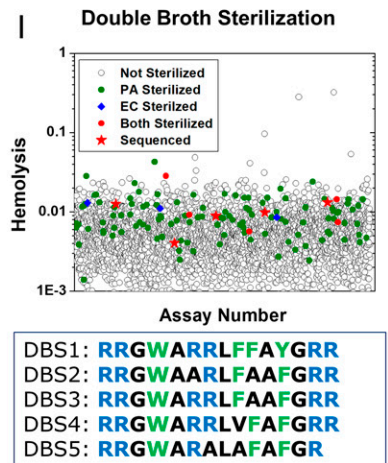 I
Double Broth Sterilization
1
0.1
0.01
1E-3
Hemolysis
Not Sterilized
PA Sterilized
EC Sterilzed
Both Sterilized
Sequenced
Assay Number
DBS1: RRGWARRLFFAYGRR
DBS2: RRGWAARLFAAFGRR
DBS3: RRGWARRLFAAFGRR
DBS4: RRGWARRLVFAFGRR
DBS5: RRGWARALAFAFGR